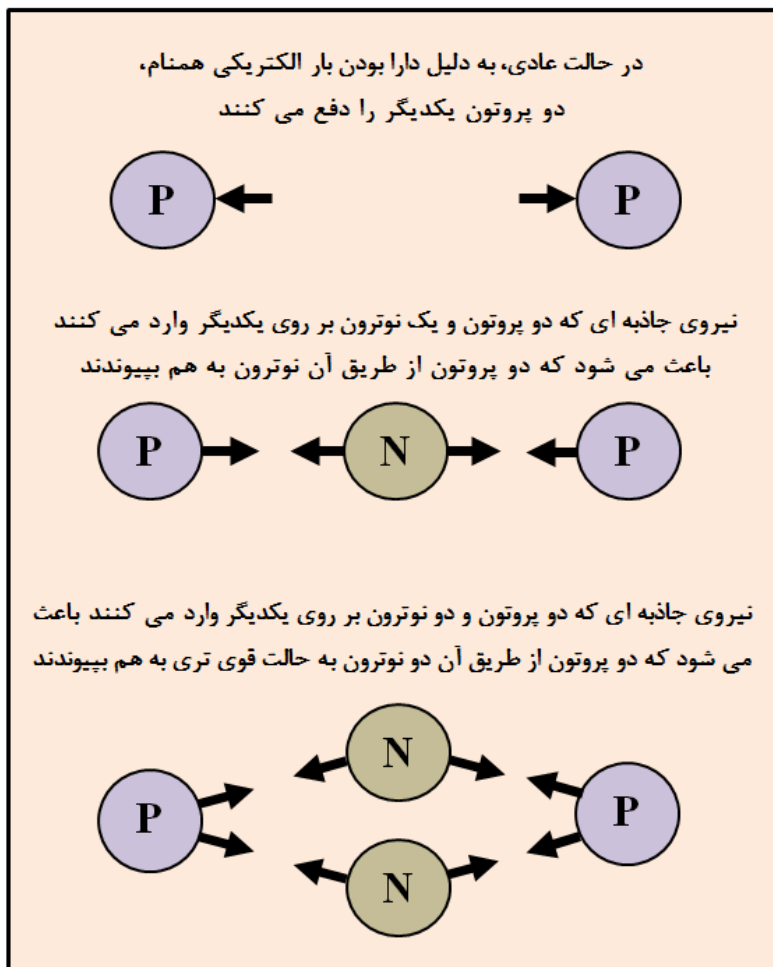 در حالت عادی، به دلیل دارا بودن بار الکتریکی همنام،
دو پروتون یکدیگر را دفع می کنند
P P
نیروی جاذبه ای که دو پروتون و یک نوترون بر روی یکدیگر وارد می کنند
باعث می شود که دو پروتون از طریق آن نوترون به هم بپیوندند
P N P
نیروی جاذبه ای که دو پروتون و دو نوترون بر روی یکدیگر وارد می کنند باعث
می شود که دو پروتون از طریق آن دو نوترون به حالت قوی تری به هم بپیوندند
N
P P
N